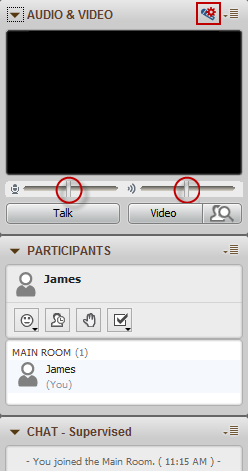 AUDIO & VIDEO
Talk
Video
PARTICIPANTS
James
MAIN ROOM (1)
James
(You)
CHAT - Supervised
- You joined the Main Room. ( 11:15 AM ) -